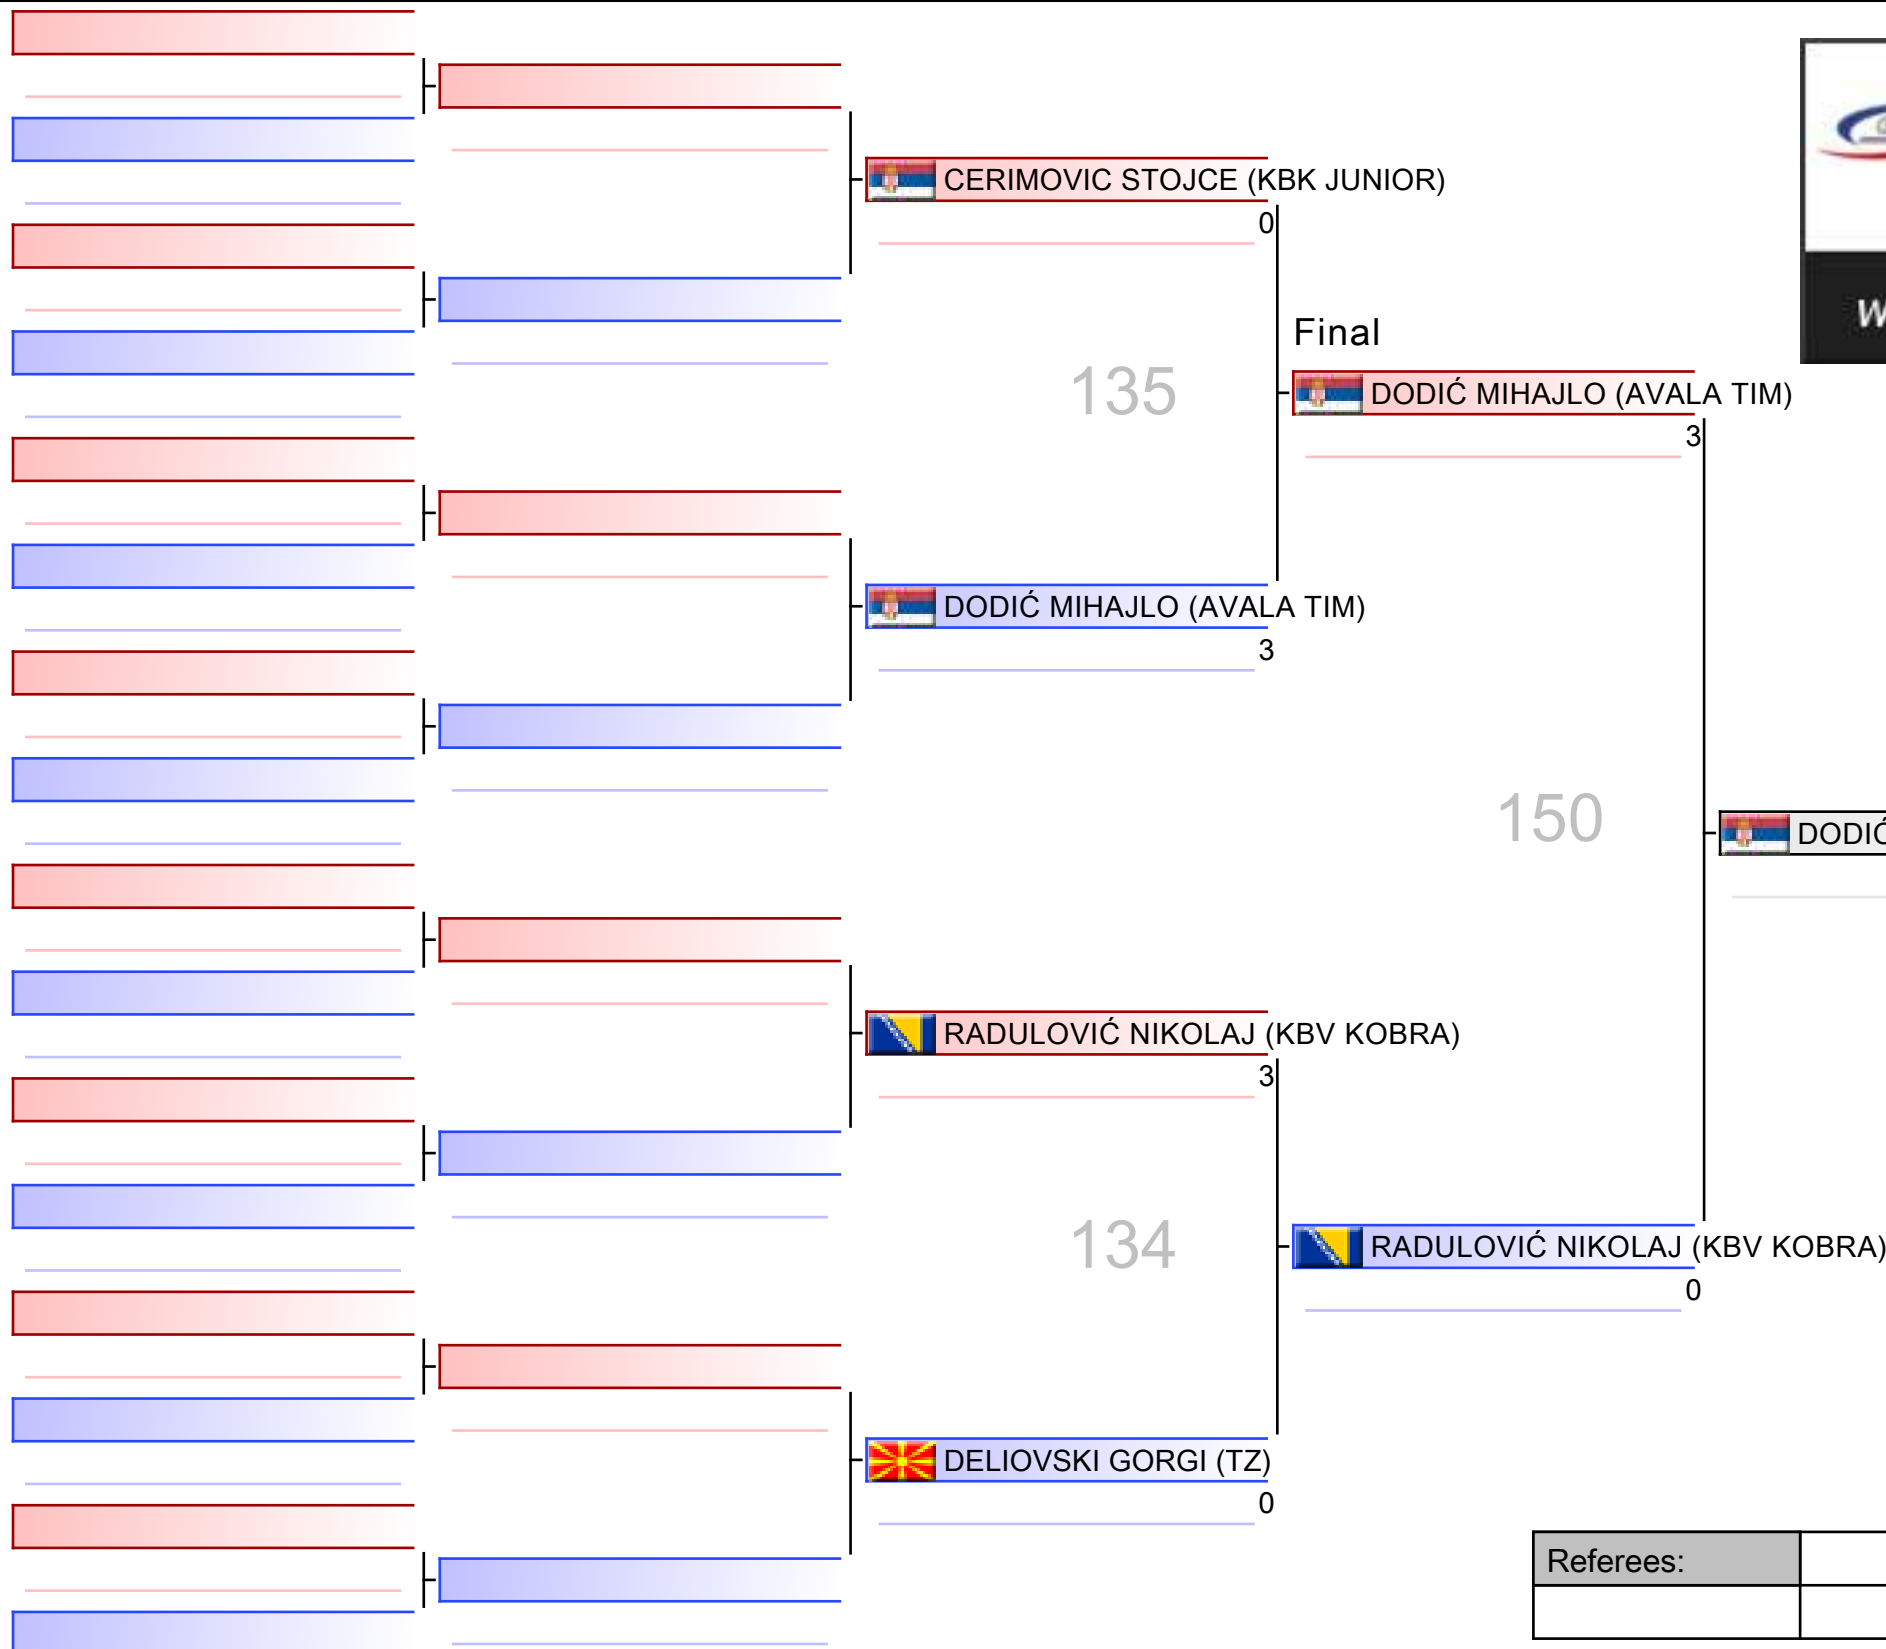 CERIMOVIC STOJCE (KBK JUNIOR)
0
Final
135
DODIĆ MIHAJLO (AVALA TIM)
3
DODIĆ MIHAJLO (AVALA TIM)
3
150
DODIĆ
RADULOVIĆ NIKOLAJ (KBV KOBRA)
3
134
RADULOVIĆ NIKOLAJ (KBV KOBRA)
0
DELIOVSKI GORGI (TZ)
0
Referees: